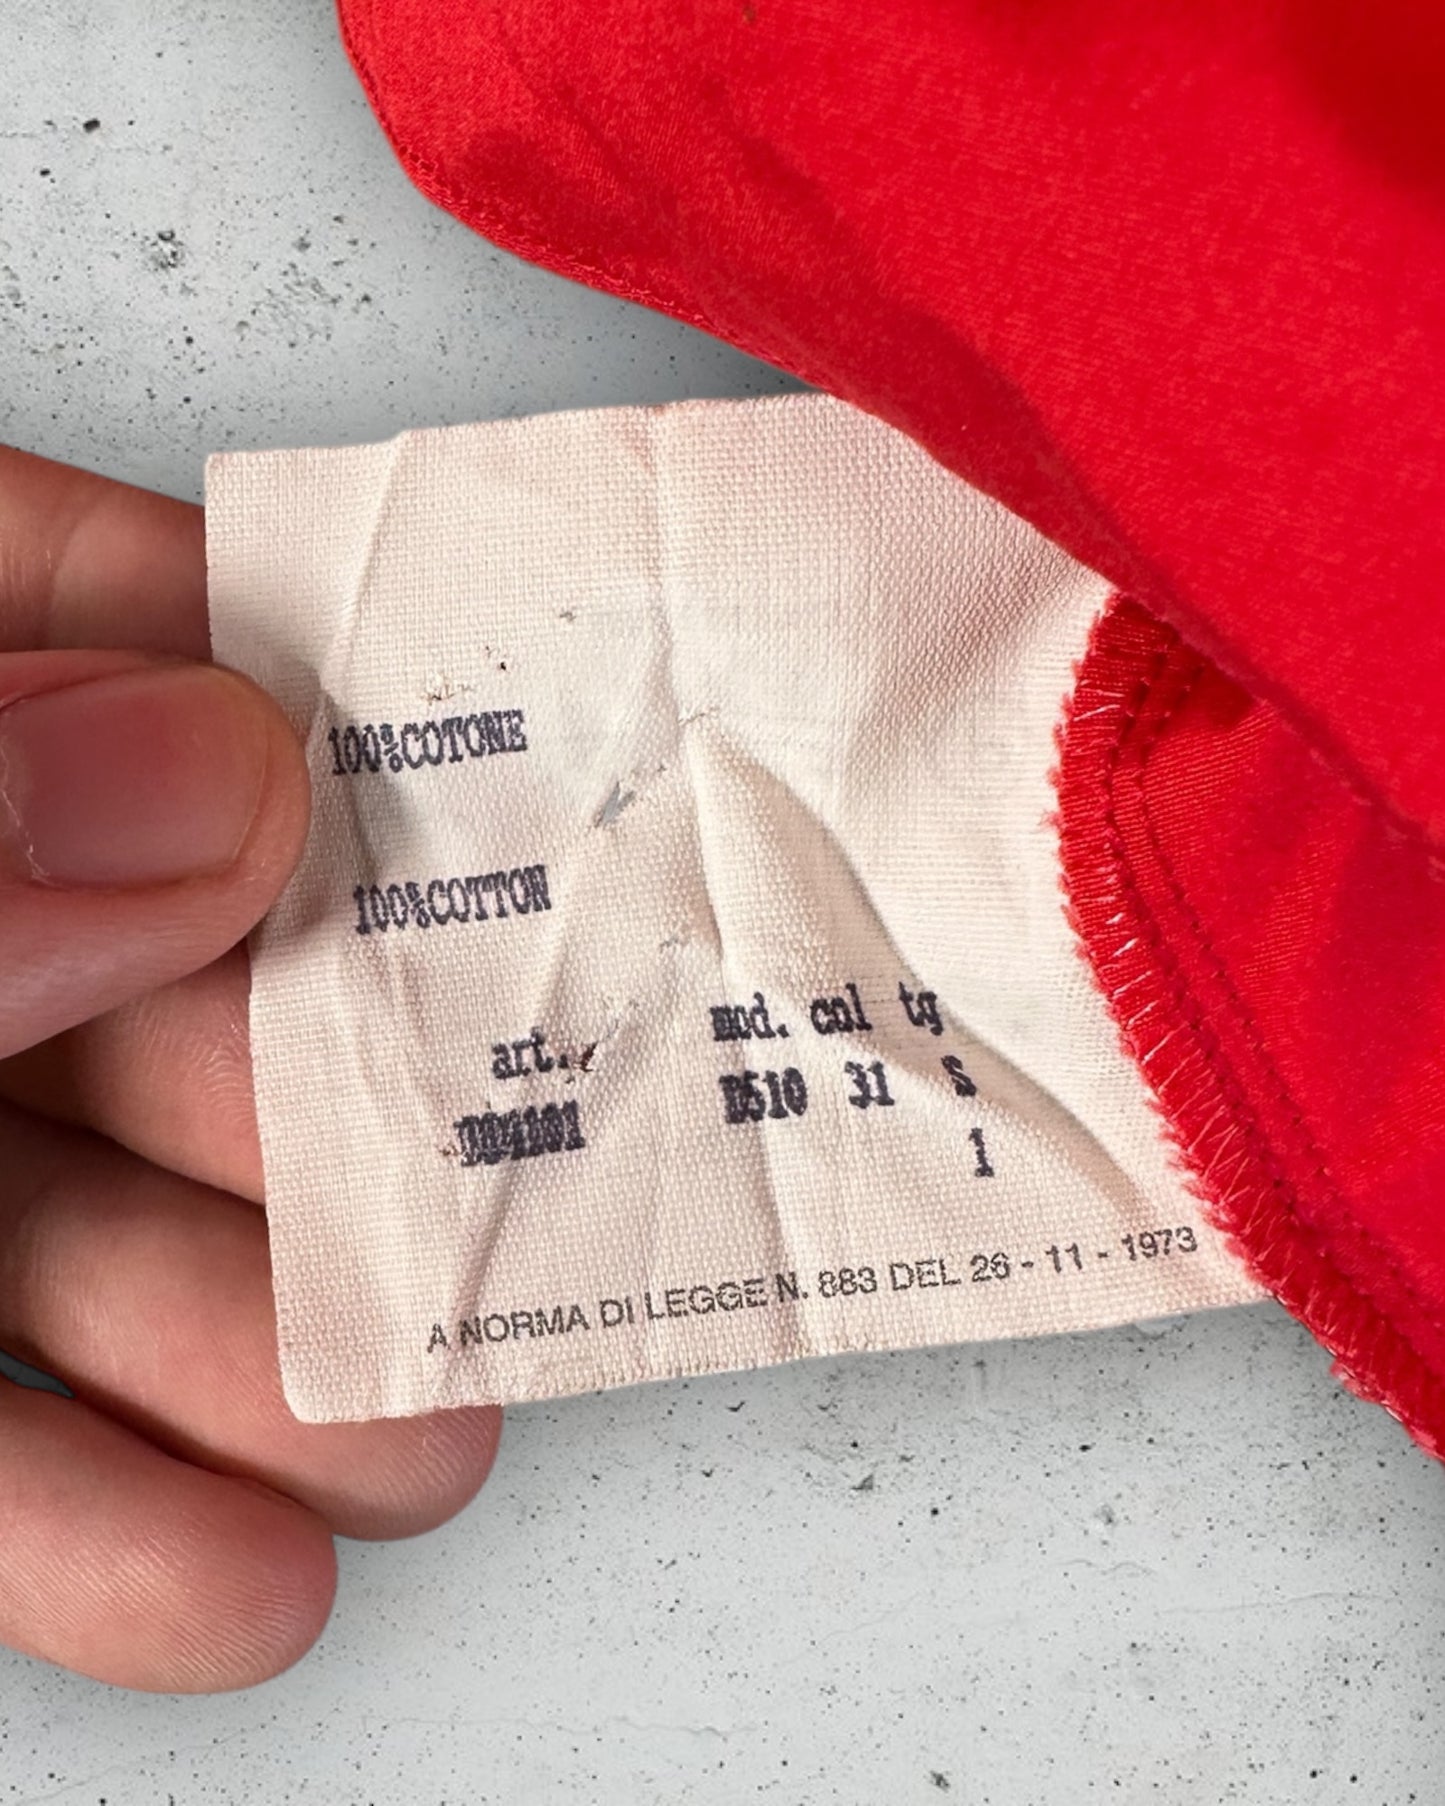 100%COTONE
100%COTTON
art. mod. col tg
B510 31 S
1
A NORMA DI LEGGE N. 883 DEL 26 - 11 - 1973